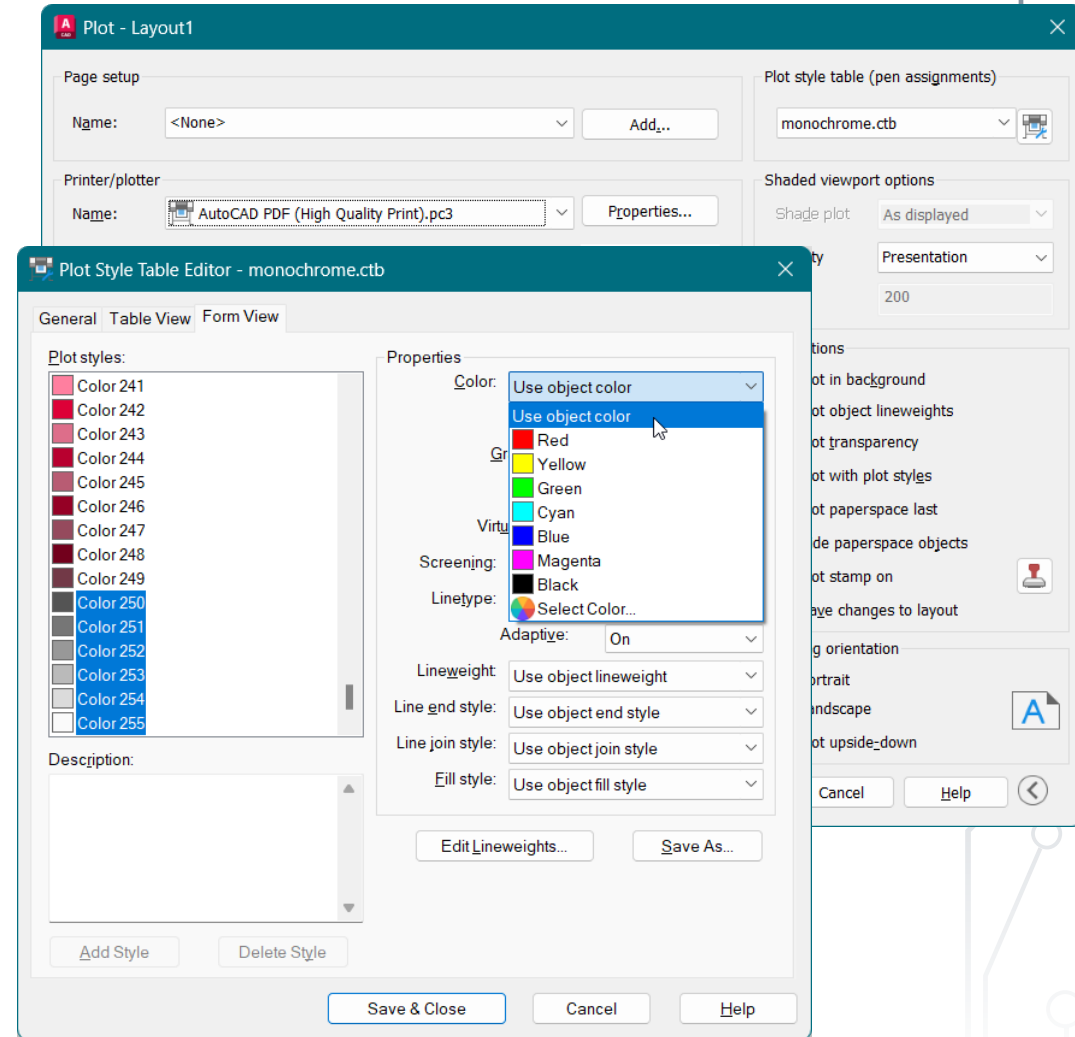 A CAD Plot - Layout1
Page setup
Name: <None> Add...
Plot style table (pen assignments)
monochrome.ctb
Printer/plotter
Name: AutoCAD PDF (High Quality Print).pc3 Properties...
Shaded viewport options
Shade plot As displayed
ty Presentation
200
tions
ot in background
ot object lineweights
ot transparency
ot with plot styles
ot paperspace last
de paperspace objects
ot stamp on
ave changes to layout
g orientation
ortrait
andscape
A
ot upside-down
Cancel Help
Plot Style Table Editor - monochrome.ctb
General Table View Form View
Plot styles:
Color 241
Color 242
Color 243
Color 244
Color 245
Color 246
Color 247
Color 248
Color 249
Color 250
Color 251
Color 252
Color 253
Color 254
Color 255
Description:
Add Style Delete Style
Properties
Color: Use object color
Use object color
Red
Gr Yellow
Green
Cyan
Virtu Blue
Screening: Magenta
Black
Linetype: Select Color...
Adaptive: On
Lineweight: Use object lineweight
Line end style: Use object end style
Line join style: Use object join style
Fill style: Use object fill style
Edit Lineweights... Save As...
Save & Close Cancel Help